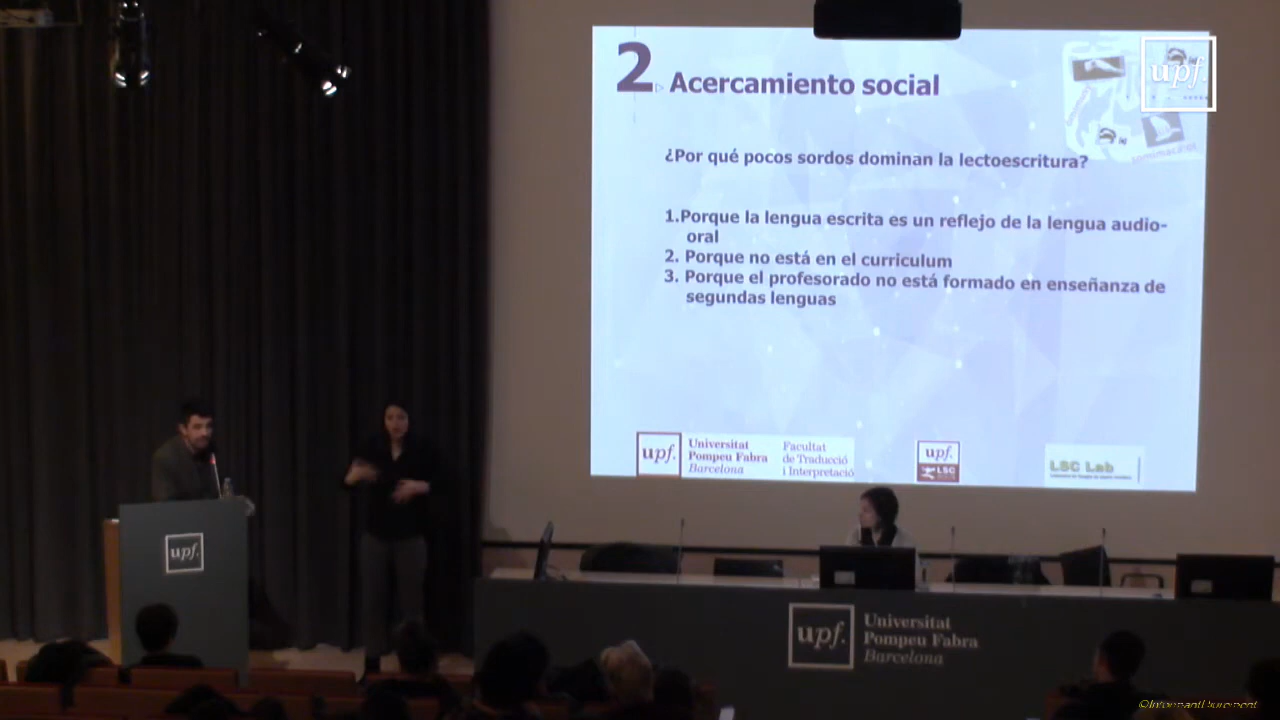 2 Acercamiento social
upf.
¿Por qué pocos sordos dominan la lectoescritura?
1.Porque la lengua escrita es un reflejo de la lengua audio-
oral
2. Porque no está en el curriculum
3. Porque el profesorado no está formado en enseñanza de
segundas lenguas
upf.
Universitat
Pompeu Fabra
Barcelona
Facultat
de Traducció
i Interpretació
upf.
LSC
LSC Lab
upf.
upf.
Universitat
Pompeu Fabra
Barcelona